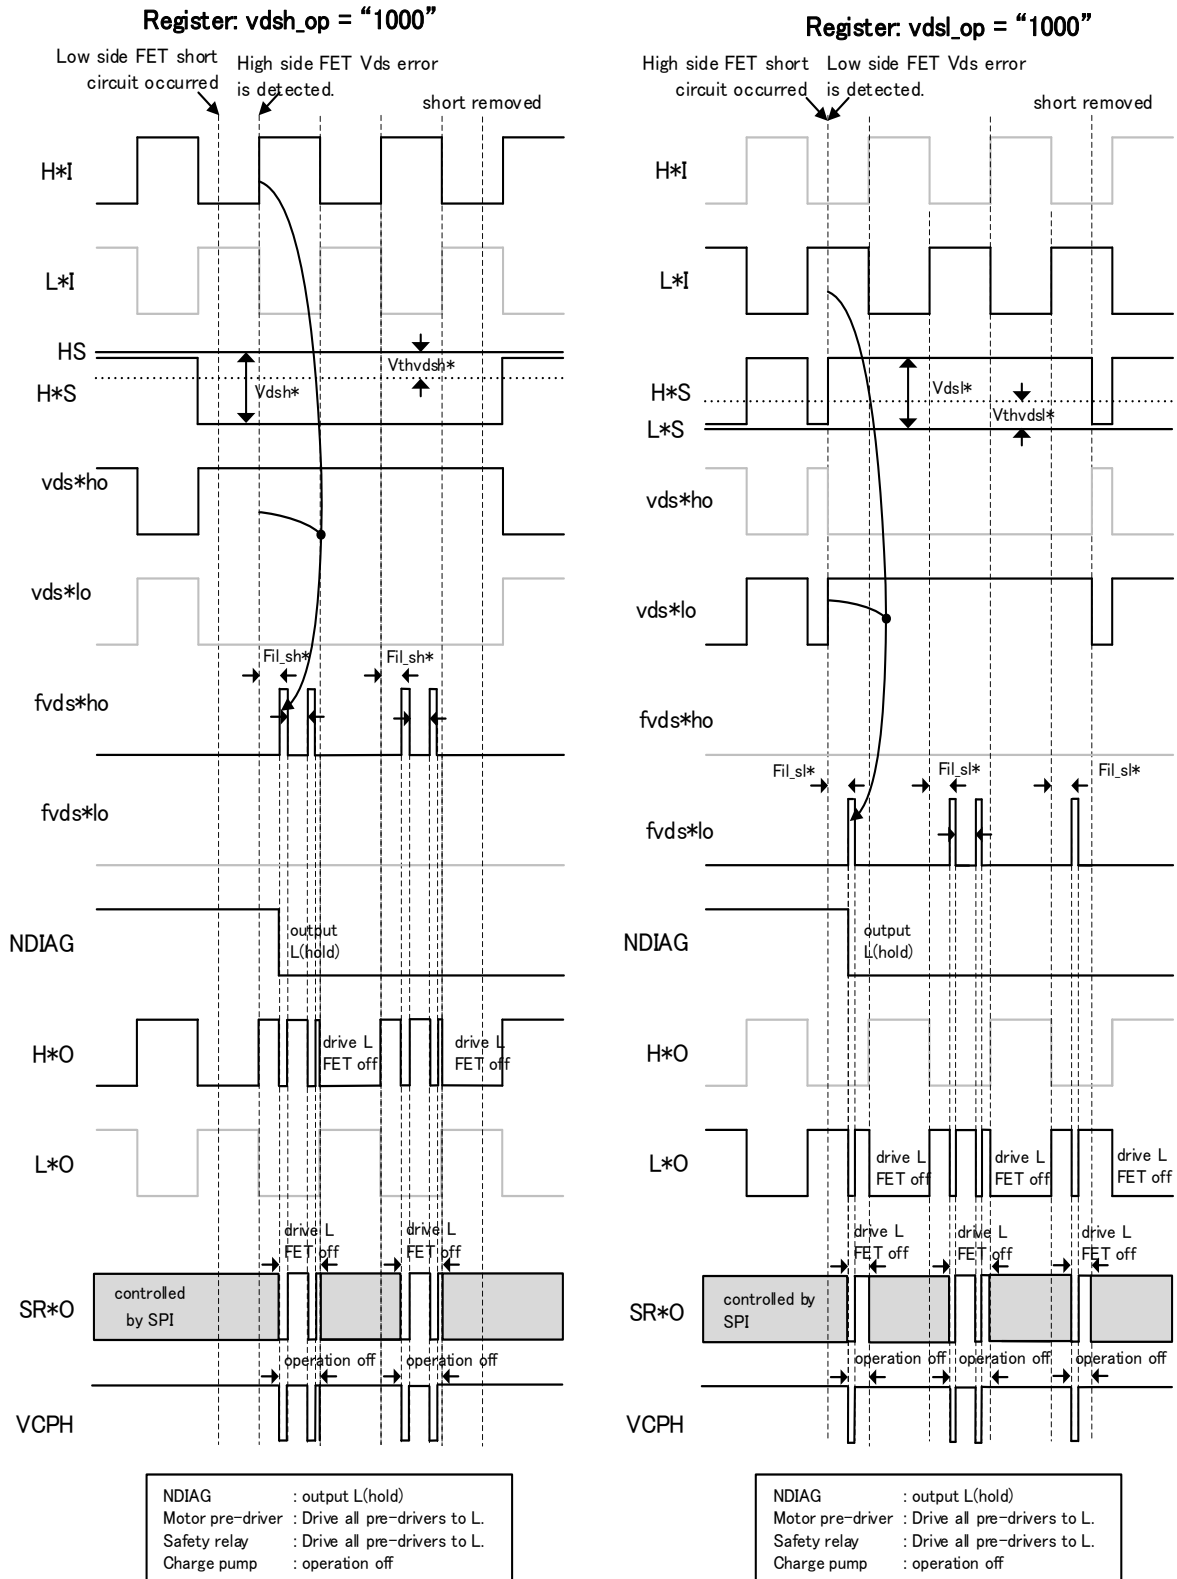 Register: vdsh_op = “1000”
Low side FET short
circuit occurred
High side FET Vds error
is detected.
short removed
H*I
L*I
HS
Vthvdsh*
H*S
Vdsh*
vds*ho
vds*lo
Fil_sh*
fvds*ho
fvds*lo
NDIAG
output
L(hold)
H*O
drive L
FET off
drive L
FET off
L*O
drive L
FET off
drive L
FET off
SR*O
controlled
by SPI
operation off
operation off
VCPH
NDIAG : output L(hold)
Motor pre-driver : Drive all pre-drivers to L.
Safety relay : Drive all pre-drivers to L.
Charge pump : operation off
Register: vdsl_op = “1000”
High side FET short
circuit occurred
Low side FET Vds error
is detected.
short removed
H*I
L*I
H*S
Vdsl*
Vthvdsl*
L*S
vds*ho
vds*lo
fvds*ho
Fil_sl*
Fil_sl*
Fil_sl*
fvds*lo
NDIAG
output
L(hold)
H*O
L*O
drive L
FET off
drive L
FET off
drive L
FET off
drive L
FET off
drive L
FET off
drive L
FET off
SR*O
controlled by
SPI
operation off
operation off
operation off
VCPH
NDIAG : output L(hold)
Motor pre-driver : Drive all pre-drivers to L.
Safety relay : Drive all pre-drivers to L.
Charge pump : operation off